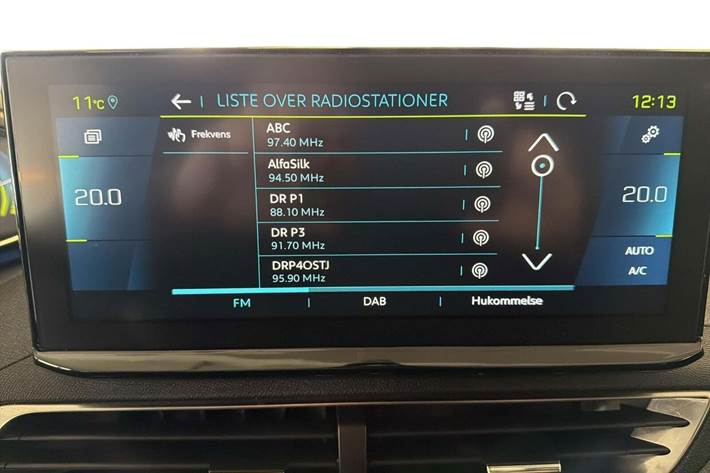 11°C
LISTE OVER RADIOSTATIONER
12:13
Frekvens
20.0
ABC
97.40 MHz
AlfaSilk
94.50 MHz
DR P1
88.10 MHz
DR P3
91.70 MHz
DRP4OSTJ
95.90 MHz
20.0
AUTO
A/C
FM
DAB
Hukommelse